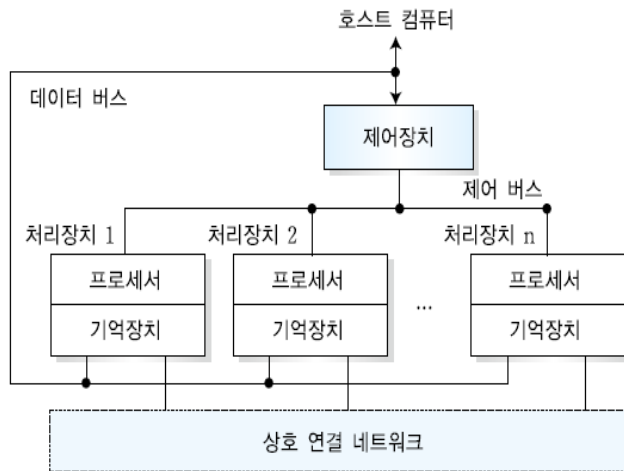 호스트 컴퓨터
데이터 버스
제어장치
제어 버스
처리장치 1
처리장치 2
처리장치 n
프로세서
프로세서
프로세서
기억장치
기억장치
...
기억장치
상호 연결 네트워크